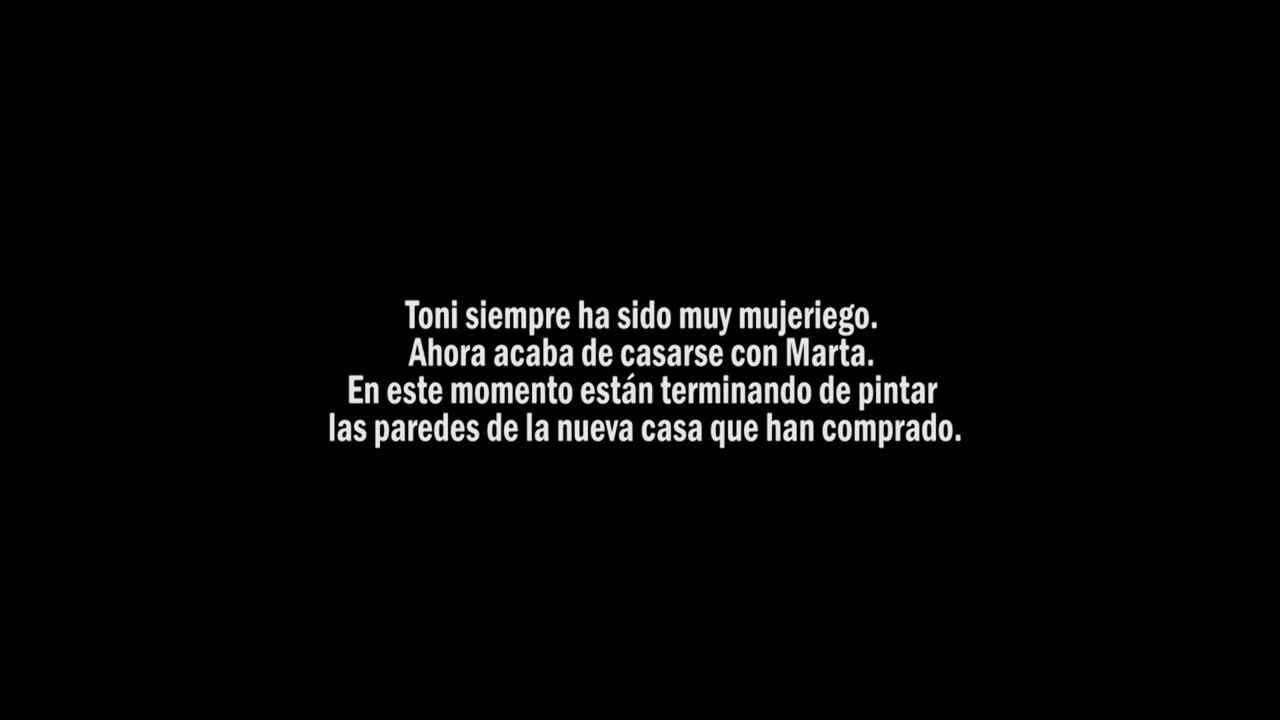 Toni siempre ha sido muy mujeriego.
Ahora acaba de casarse con Marta.
En este momento están terminando de pintar
las paredes de la nueva casa que han comprado.